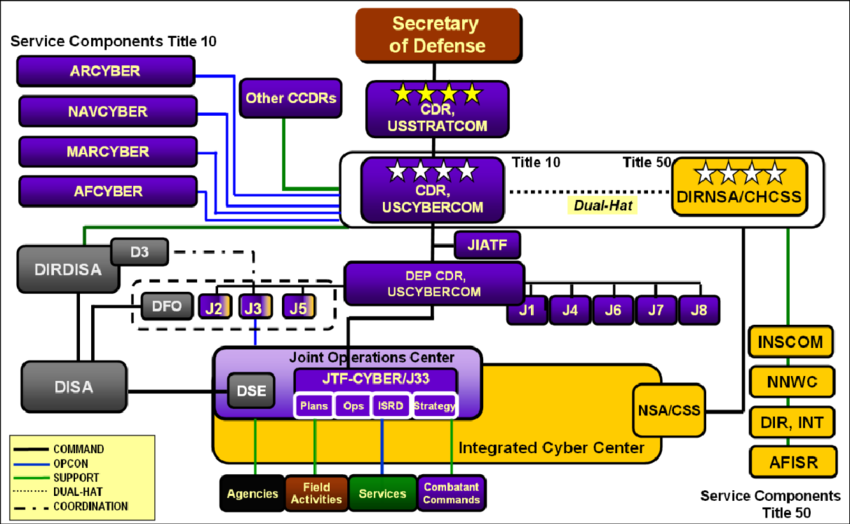 Secretary
of Defense
Service Components Title 10
ARCYBER
NAVCYBER
MARCYBER
AFCYBER
Other CCDRs
CDR,
USSTRATCOM
CDR,
USCYBERCOM
Title 10
Title 50
Dual-Hat
DIRNSA/CHCSS
JIATF
DIRDISA
D3
DEP CDR,
USCYBERCOM
DFO
J2
J3
J5
J1
J4
J6
J7
J8
DISA
Joint Operations Center
JTF-CYBER/J33
DSE
Plans
Ops
ISRD
Strategy
Integrated Cyber Center
NSA/CSS
INSCOM
NNWC
DIR, INT
AFISR
Service Components
Title 50
COMMAND
OPCON
SUPPORT
DUAL-HAT
COORDINATION
Agencies
Field
Activities
Services
Combatant
Commands